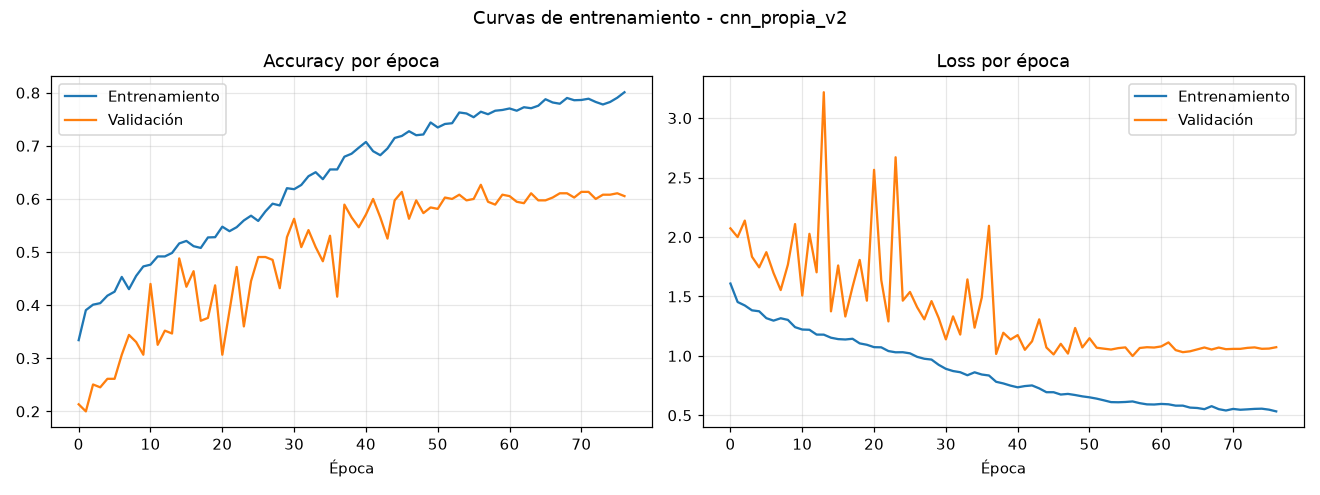 Curvas de entrenamiento - cnn_propia_v2
Accuracy por época
Entrenamiento
Validación
0.8
0.7
0.6
0.5
0.4
0.3
0.2
0 10 20 30 40 50 60 70
Época
Loss por época
Entrenamiento
Validación
3.0
2.5
2.0
1.5
1.0
0.5
0 10 20 30 40 50 60 70
Época